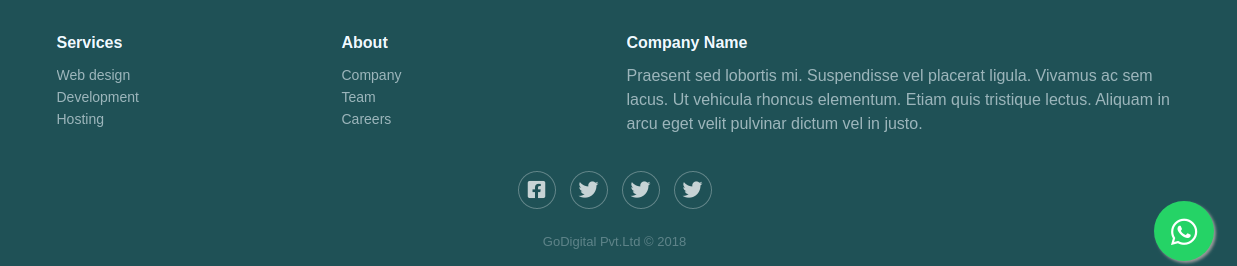 Services
Web design
Development
Hosting
About
Company
Team
Careers
Company Name
Praesent sed lobortis mi. Suspendisse vel placerat ligula. Vivamus ac sem
lacus. Ut vehicula rhoncus elementum. Etiam quis tristique lectus. Aliquam in
arcu eget velit pulvinar dictum vel in justo.
GoDigital Pvt.Ltd © 2018